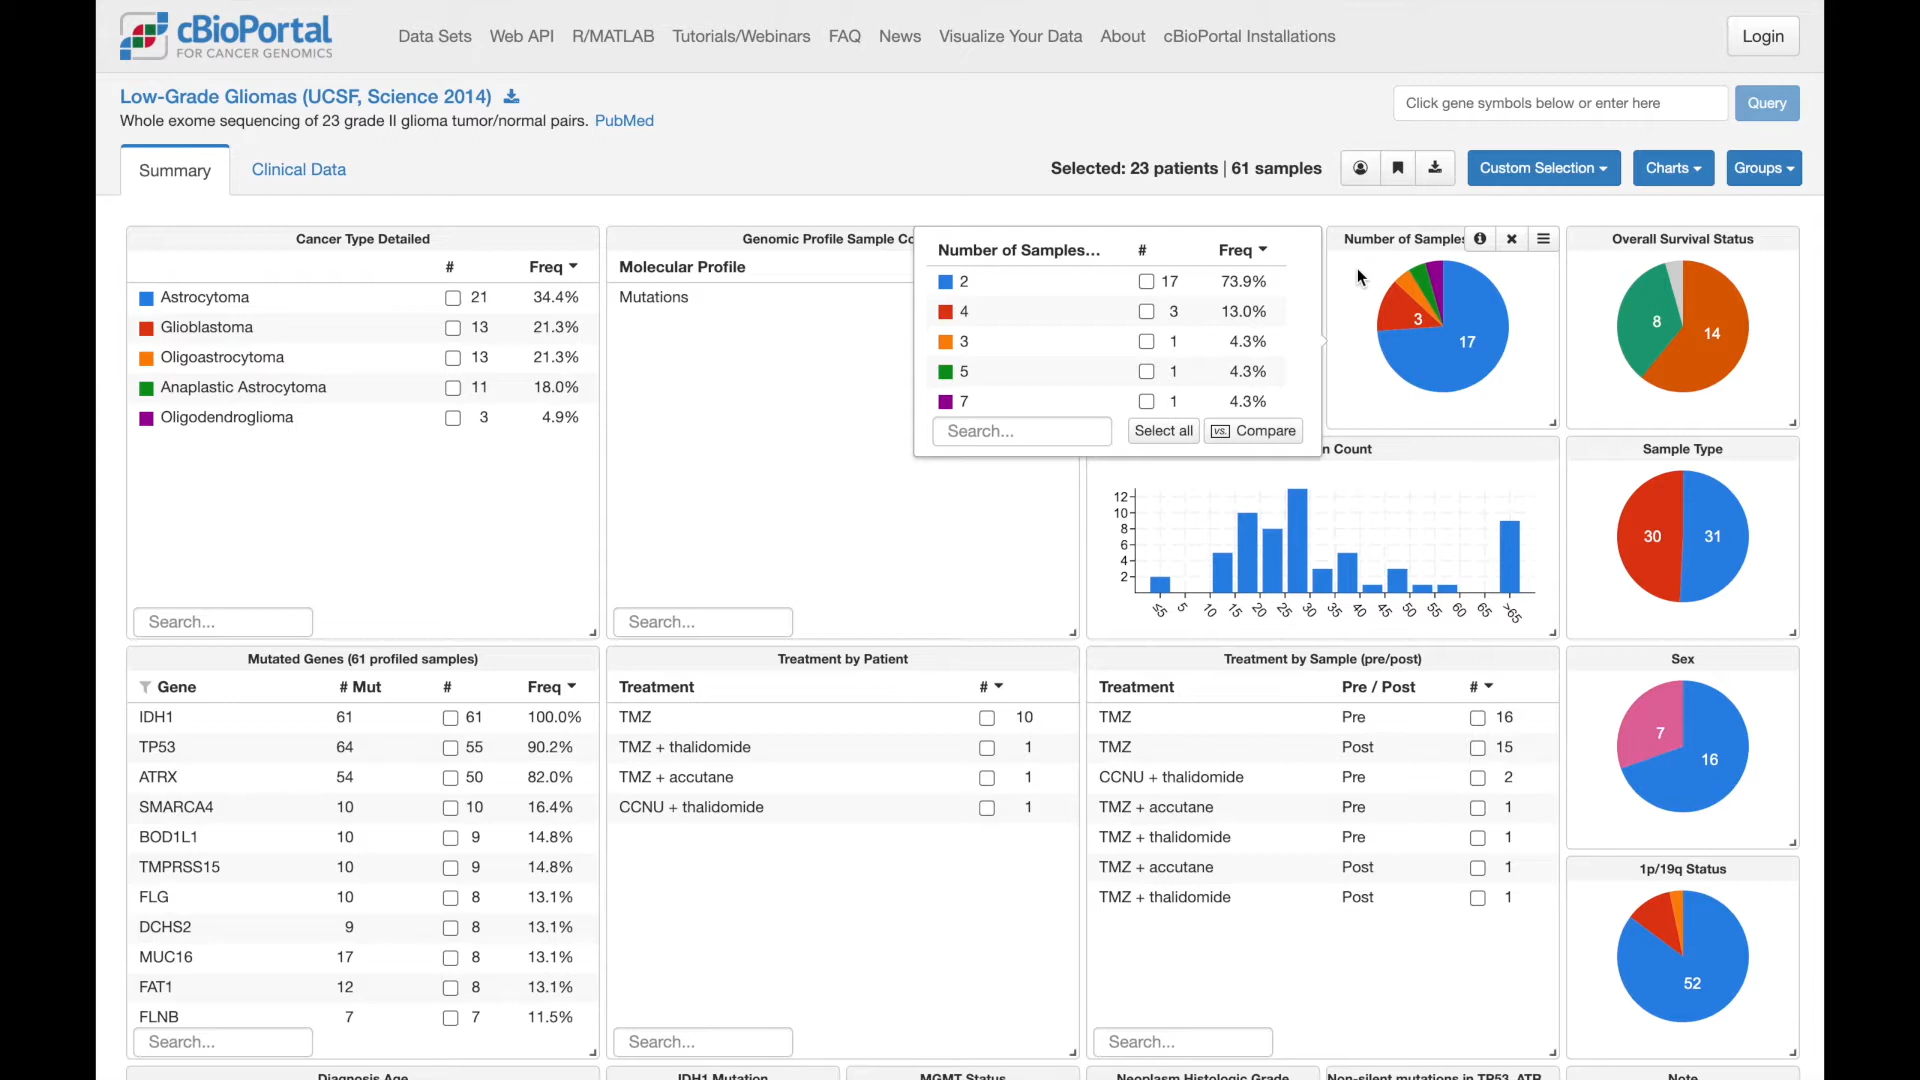 cBioPortal
FOR CANCER GENOMICS
Data Sets Web API R/MATLAB Tutorials/Webinars FAQ News Visualize Your Data About cBioPortal Installations
Login
Low-Grade Gliomas (UCSF, Science 2014)
Whole exome sequencing of 23 grade II glioma tumor/normal pairs. PubMed
Click gene symbols below or enter here
Query
Summary
Clinical Data
Selected: 23 patients | 61 samples
Custom Selection
Charts
Groups
Cancer Type Detailed
# Freq
Astrocytoma 21 34.4%
Glioblastoma 13 21.3%
Oligoastrocytoma 13 21.3%
Anaplastic Astrocytoma 11 18.0%
Oligodendroglioma 3 4.9%
Search...
Genomic Profile Sample Co
Molecular Profile
Mutations
Search...
Number of Samples... # Freq
2 17 73.9%
4 3 13.0%
3 1 4.3%
5 1 4.3%
7 1 4.3%
Search...
Select all
vs. Compare
Number of Samples
3
17
Overall Survival Status
8
14
n Count
12
10
8
6
4
2
≤5 5 10 15 20 25 30 35 40 45 50 55 60 65 >65
Sample Type
30
31
Mutated Genes (61 profiled samples)
Gene # Mut # Freq
IDH1 61 61 100.0%
TP53 64 55 90.2%
ATRX 54 50 82.0%
SMARCA4 10 10 16.4%
BOD1L1 10 9 14.8%
TMPRSS15 10 9 14.8%
FLG 10 8 13.1%
DCHS2 9 8 13.1%
MUC16 17 8 13.1%
FAT1 12 8 13.1%
FLNB 7 7 11.5%
Search...
Treatment by Patient
Treatment #
TMZ 10
TMZ + thalidomide 1
TMZ + accutane 1
CCNU + thalidomide 1
Search...
Treatment by Sample (pre/post)
Treatment Pre / Post #
TMZ Pre 16
TMZ Post 15
CCNU + thalidomide Pre 2
TMZ + accutane Pre 1
TMZ + thalidomide Pre 1
TMZ + accutane Post 1
TMZ + thalidomide Post 1
Search...
Sex
7
16
1p/19q Status
52
Diagnosis Age
IDH1 Mutation
MGMT Status
Neoplasm Histologic Grade
Non-silent mutations in TP53, ATR
Note